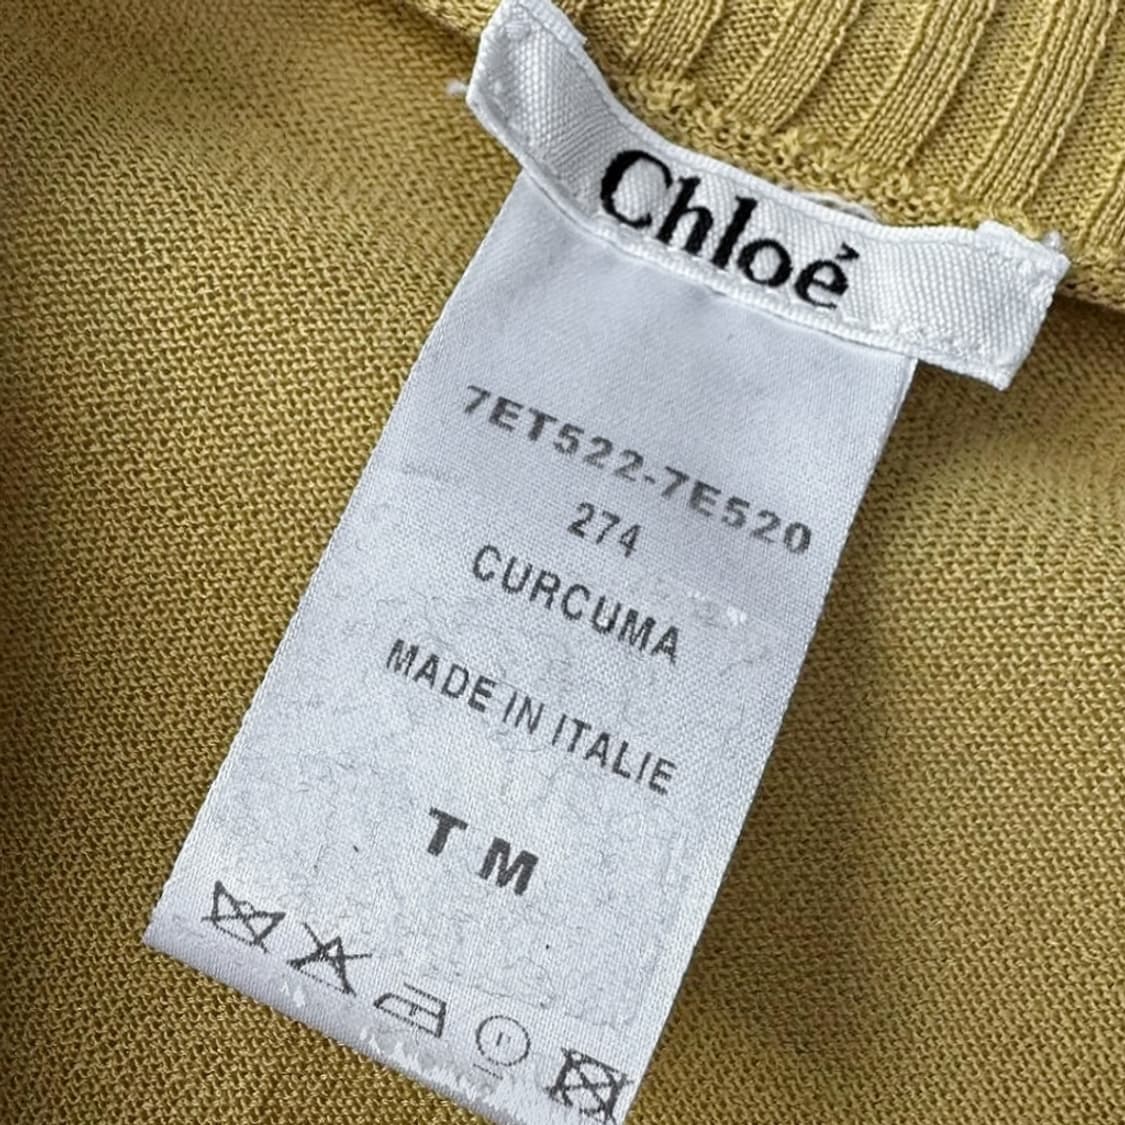 Chloé
7ET522-7E520
274
CURCUMA
MADE IN ITALIE
T M